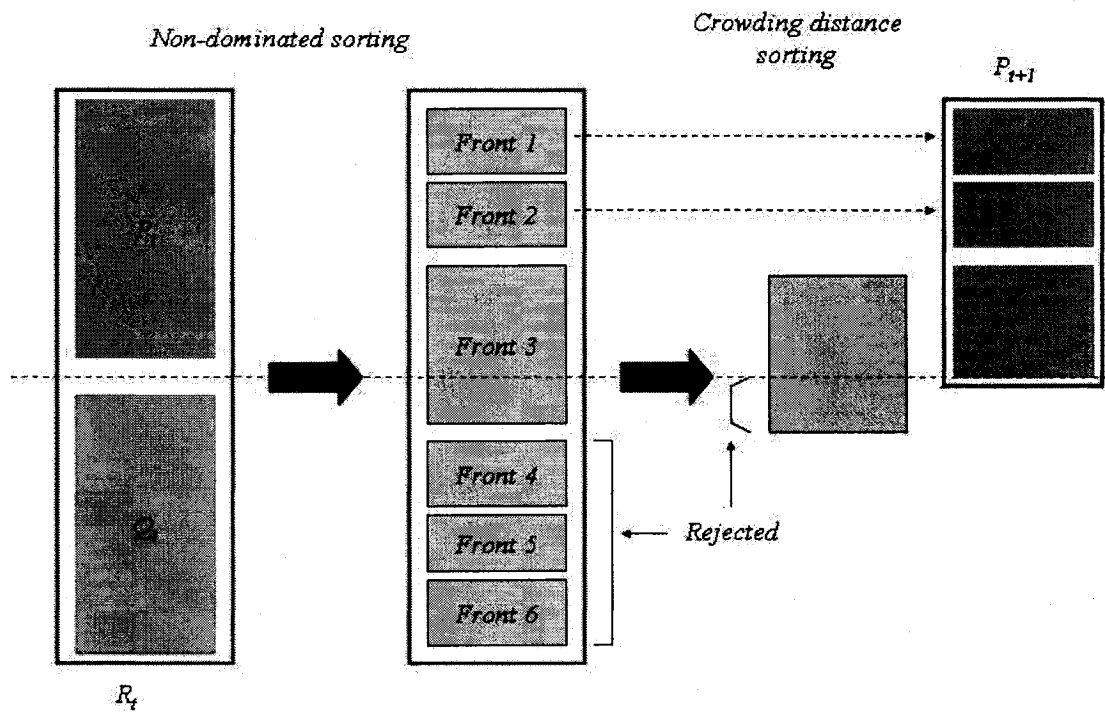 Non-dominated sorting
Crowding distance
sorting
P_{t+1}
Front 1
Front 2
P_t
Front 3
Front 4
Front 5
Front 6
Rejected
R_t